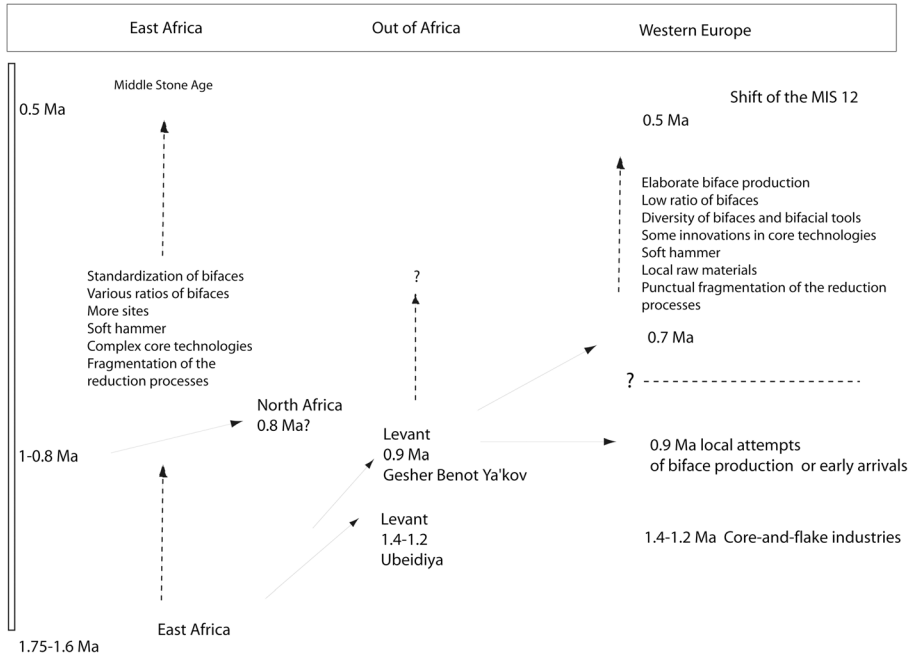 East Africa
Out of Africa
Western Europe
Middle Stone Age
0.5 Ma
Shift of the MIS 12
0.5 Ma
Elaborate biface production
Low ratio of bifaces
Diversity of bifaces and bifacial tools
Some innovations in core technologies
Soft hammer
Local raw materials
Punctual fragmentation of the reduction
processes
?
Standardization of bifaces
Various ratios of bifaces
More sites
Soft hammer
Complex core technologies
Fragmentation of the
reduction processes
0.7 Ma
?
North Africa
0.8 Ma?
1-0.8 Ma
Levant
0.9 Ma
Gesher Benot Ya'kov
0.9 Ma local attempts
of biface production or early arrivals
Levant
1.4-1.2
Ubeidiya
1.4-1.2 Ma Core-and-flake industries
East Africa
1.75-1.6 Ma